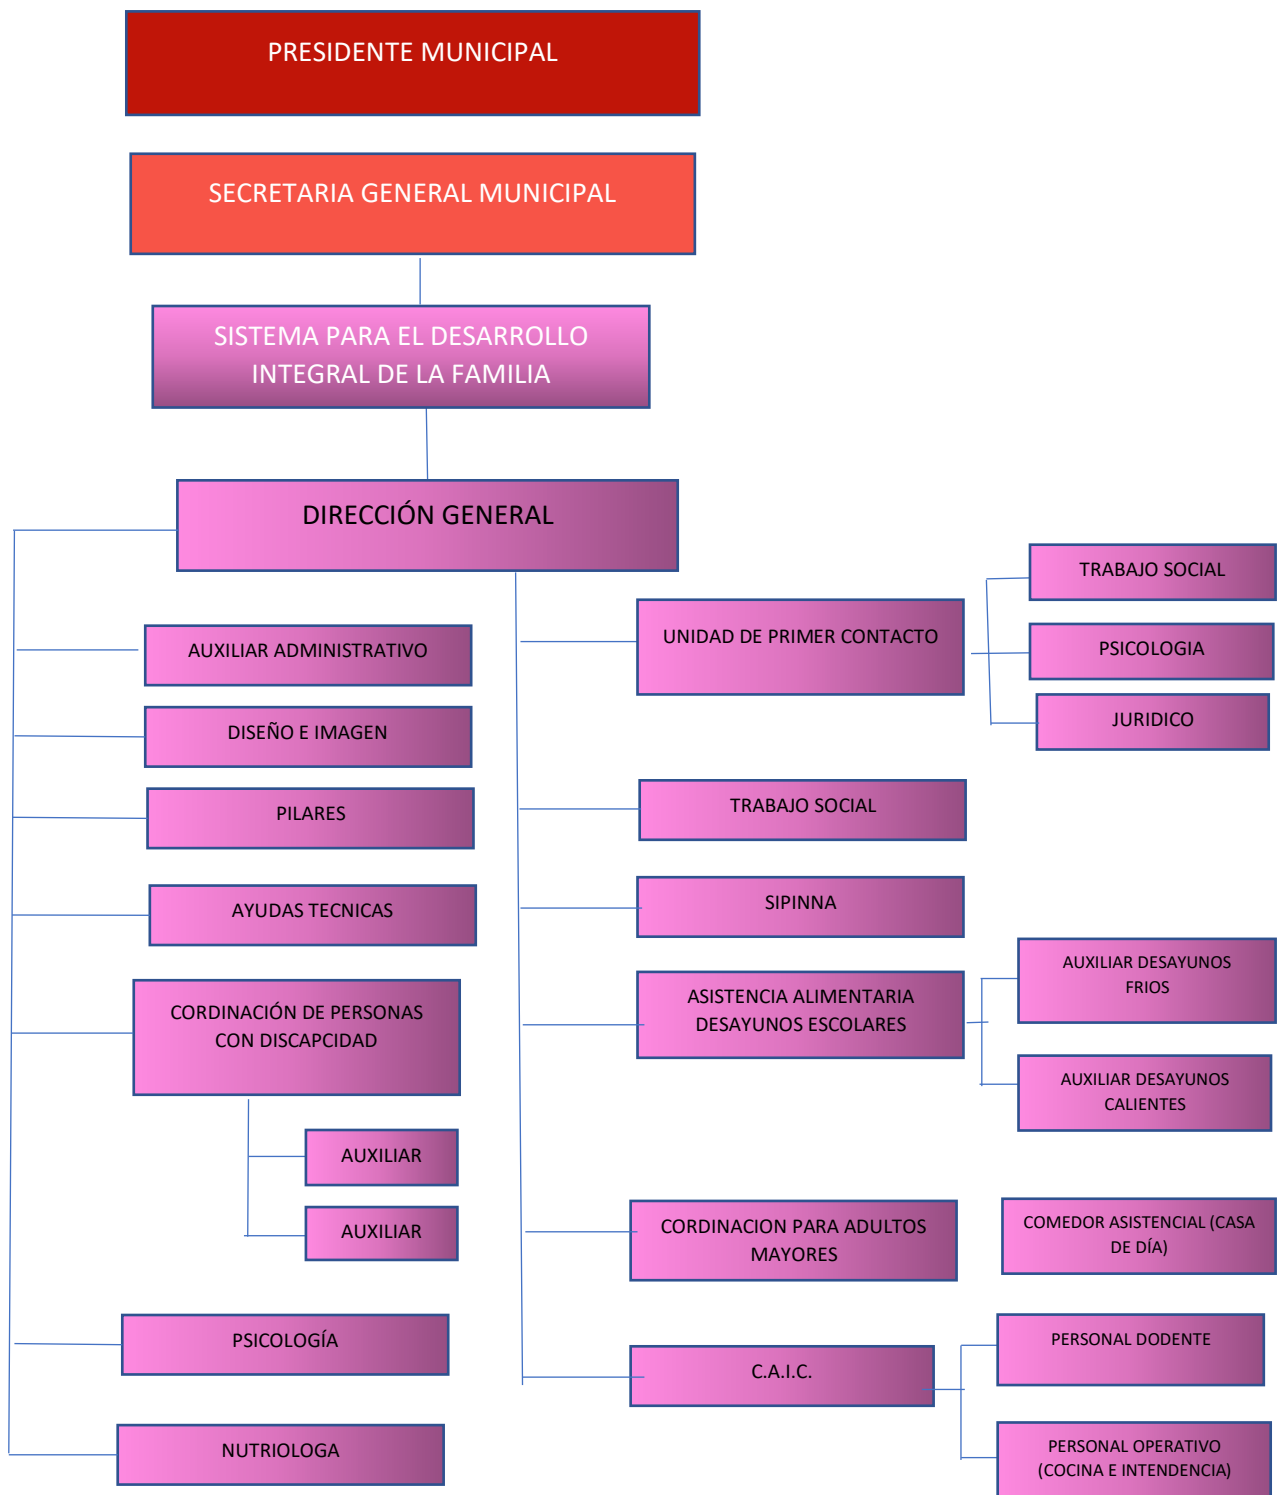 PRESIDENTE MUNICIPAL
SECRETARIA GENERAL MUNICIPAL
SISTEMA PARA EL DESARROLLO
INTEGRAL DE LA FAMILIA
DIRECCIÓN GENERAL
AUXILIAR ADMINISTRATIVO
DISEÑO E IMAGEN
PILARES
AYUDAS TECNICAS
CORDINACIÓN DE PERSONAS
CON DISCAPCIDAD
AUXILIAR
AUXILIAR
PSICOLOGÍA
NUTRIOLOGA
UNIDAD DE PRIMER CONTACTO
TRABAJO SOCIAL
PSICOLOGIA
JURIDICO
TRABAJO SOCIAL
SIPINNA
ASISTENCIA ALIMENTARIA
DESAYUNOS ESCOLARES
AUXILIAR DESAYUNOS
FRIOS
AUXILIAR DESAYUNOS
CALIENTES
CORDINACION PARA ADULTOS
MAYORES
COMEDOR ASISTENCIAL (CASA
DE DÍA)
C.A.I.C.
PERSONAL DODENTE
PERSONAL OPERATIVO
(COCINA E INTENDENCIA)